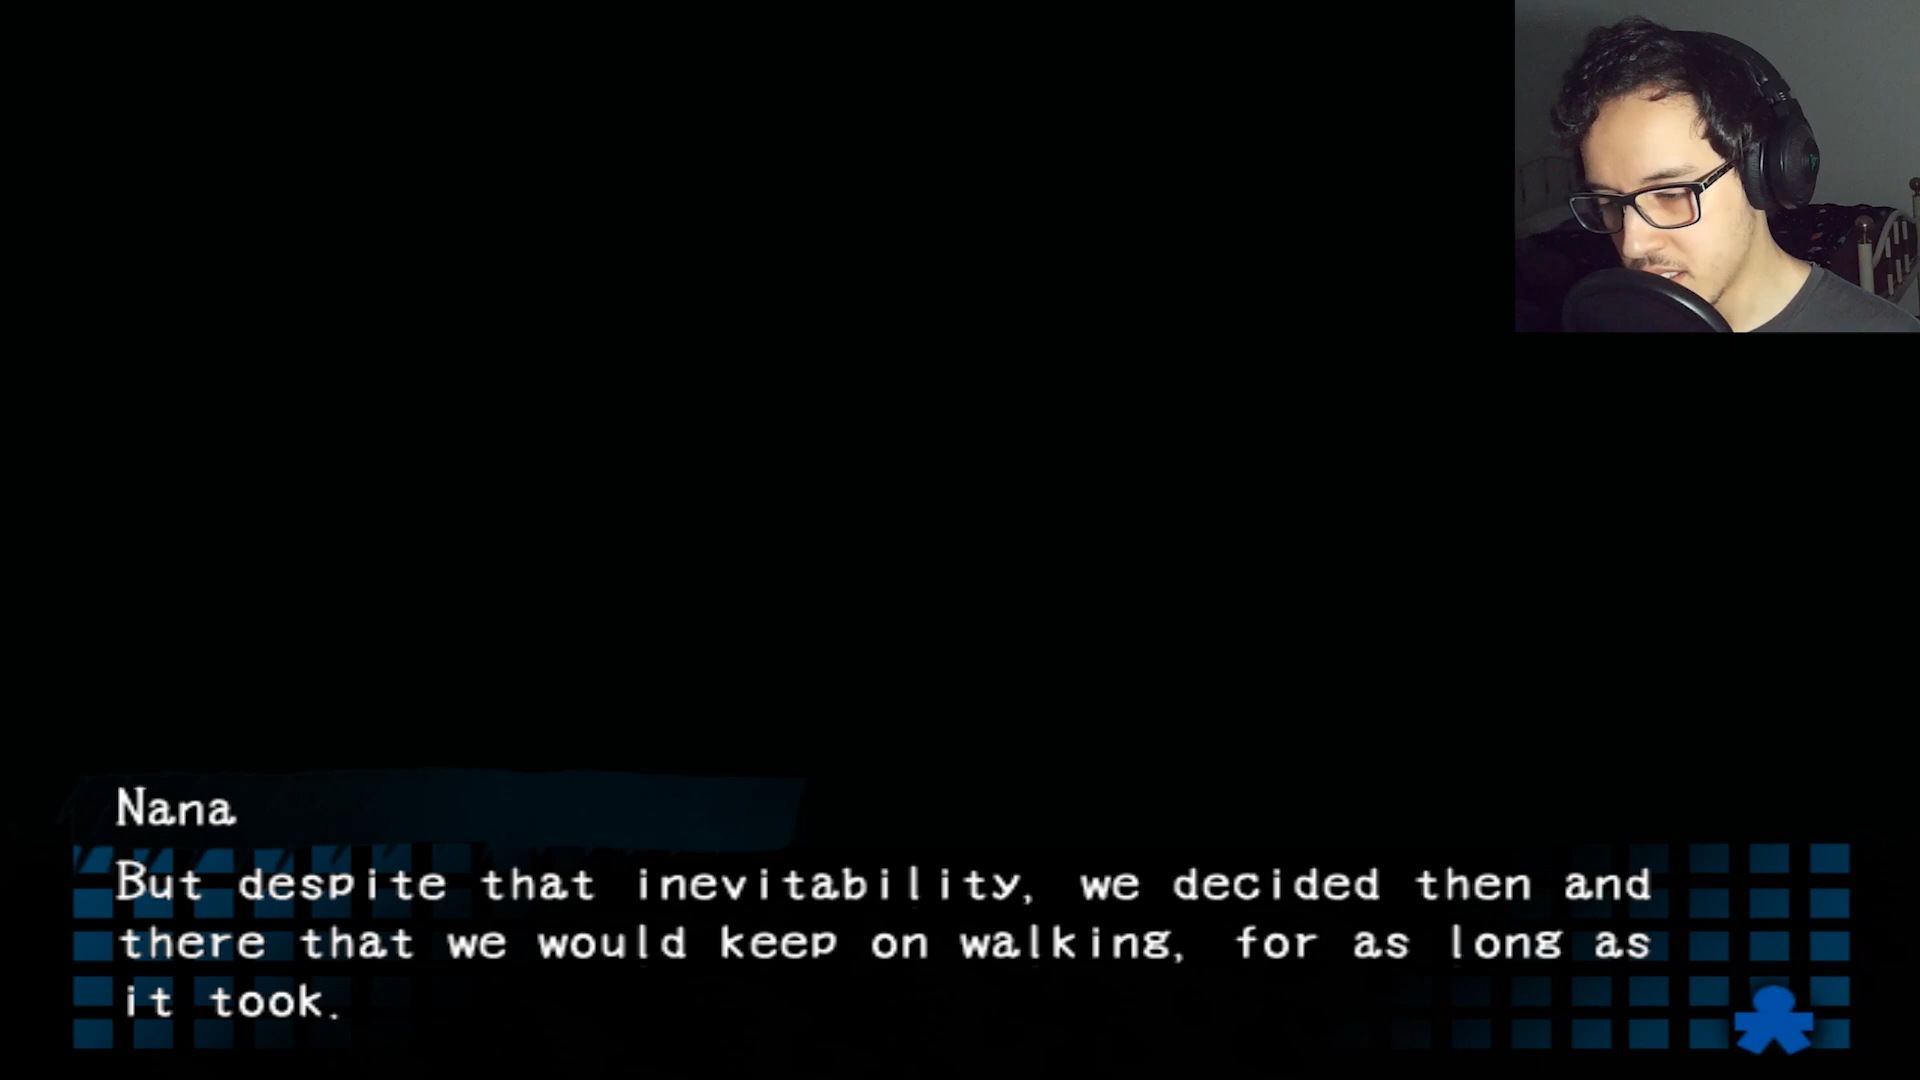 Nana
But despite that inevitability, we decided then and
there that we would keep on walking, for as long as
it took.